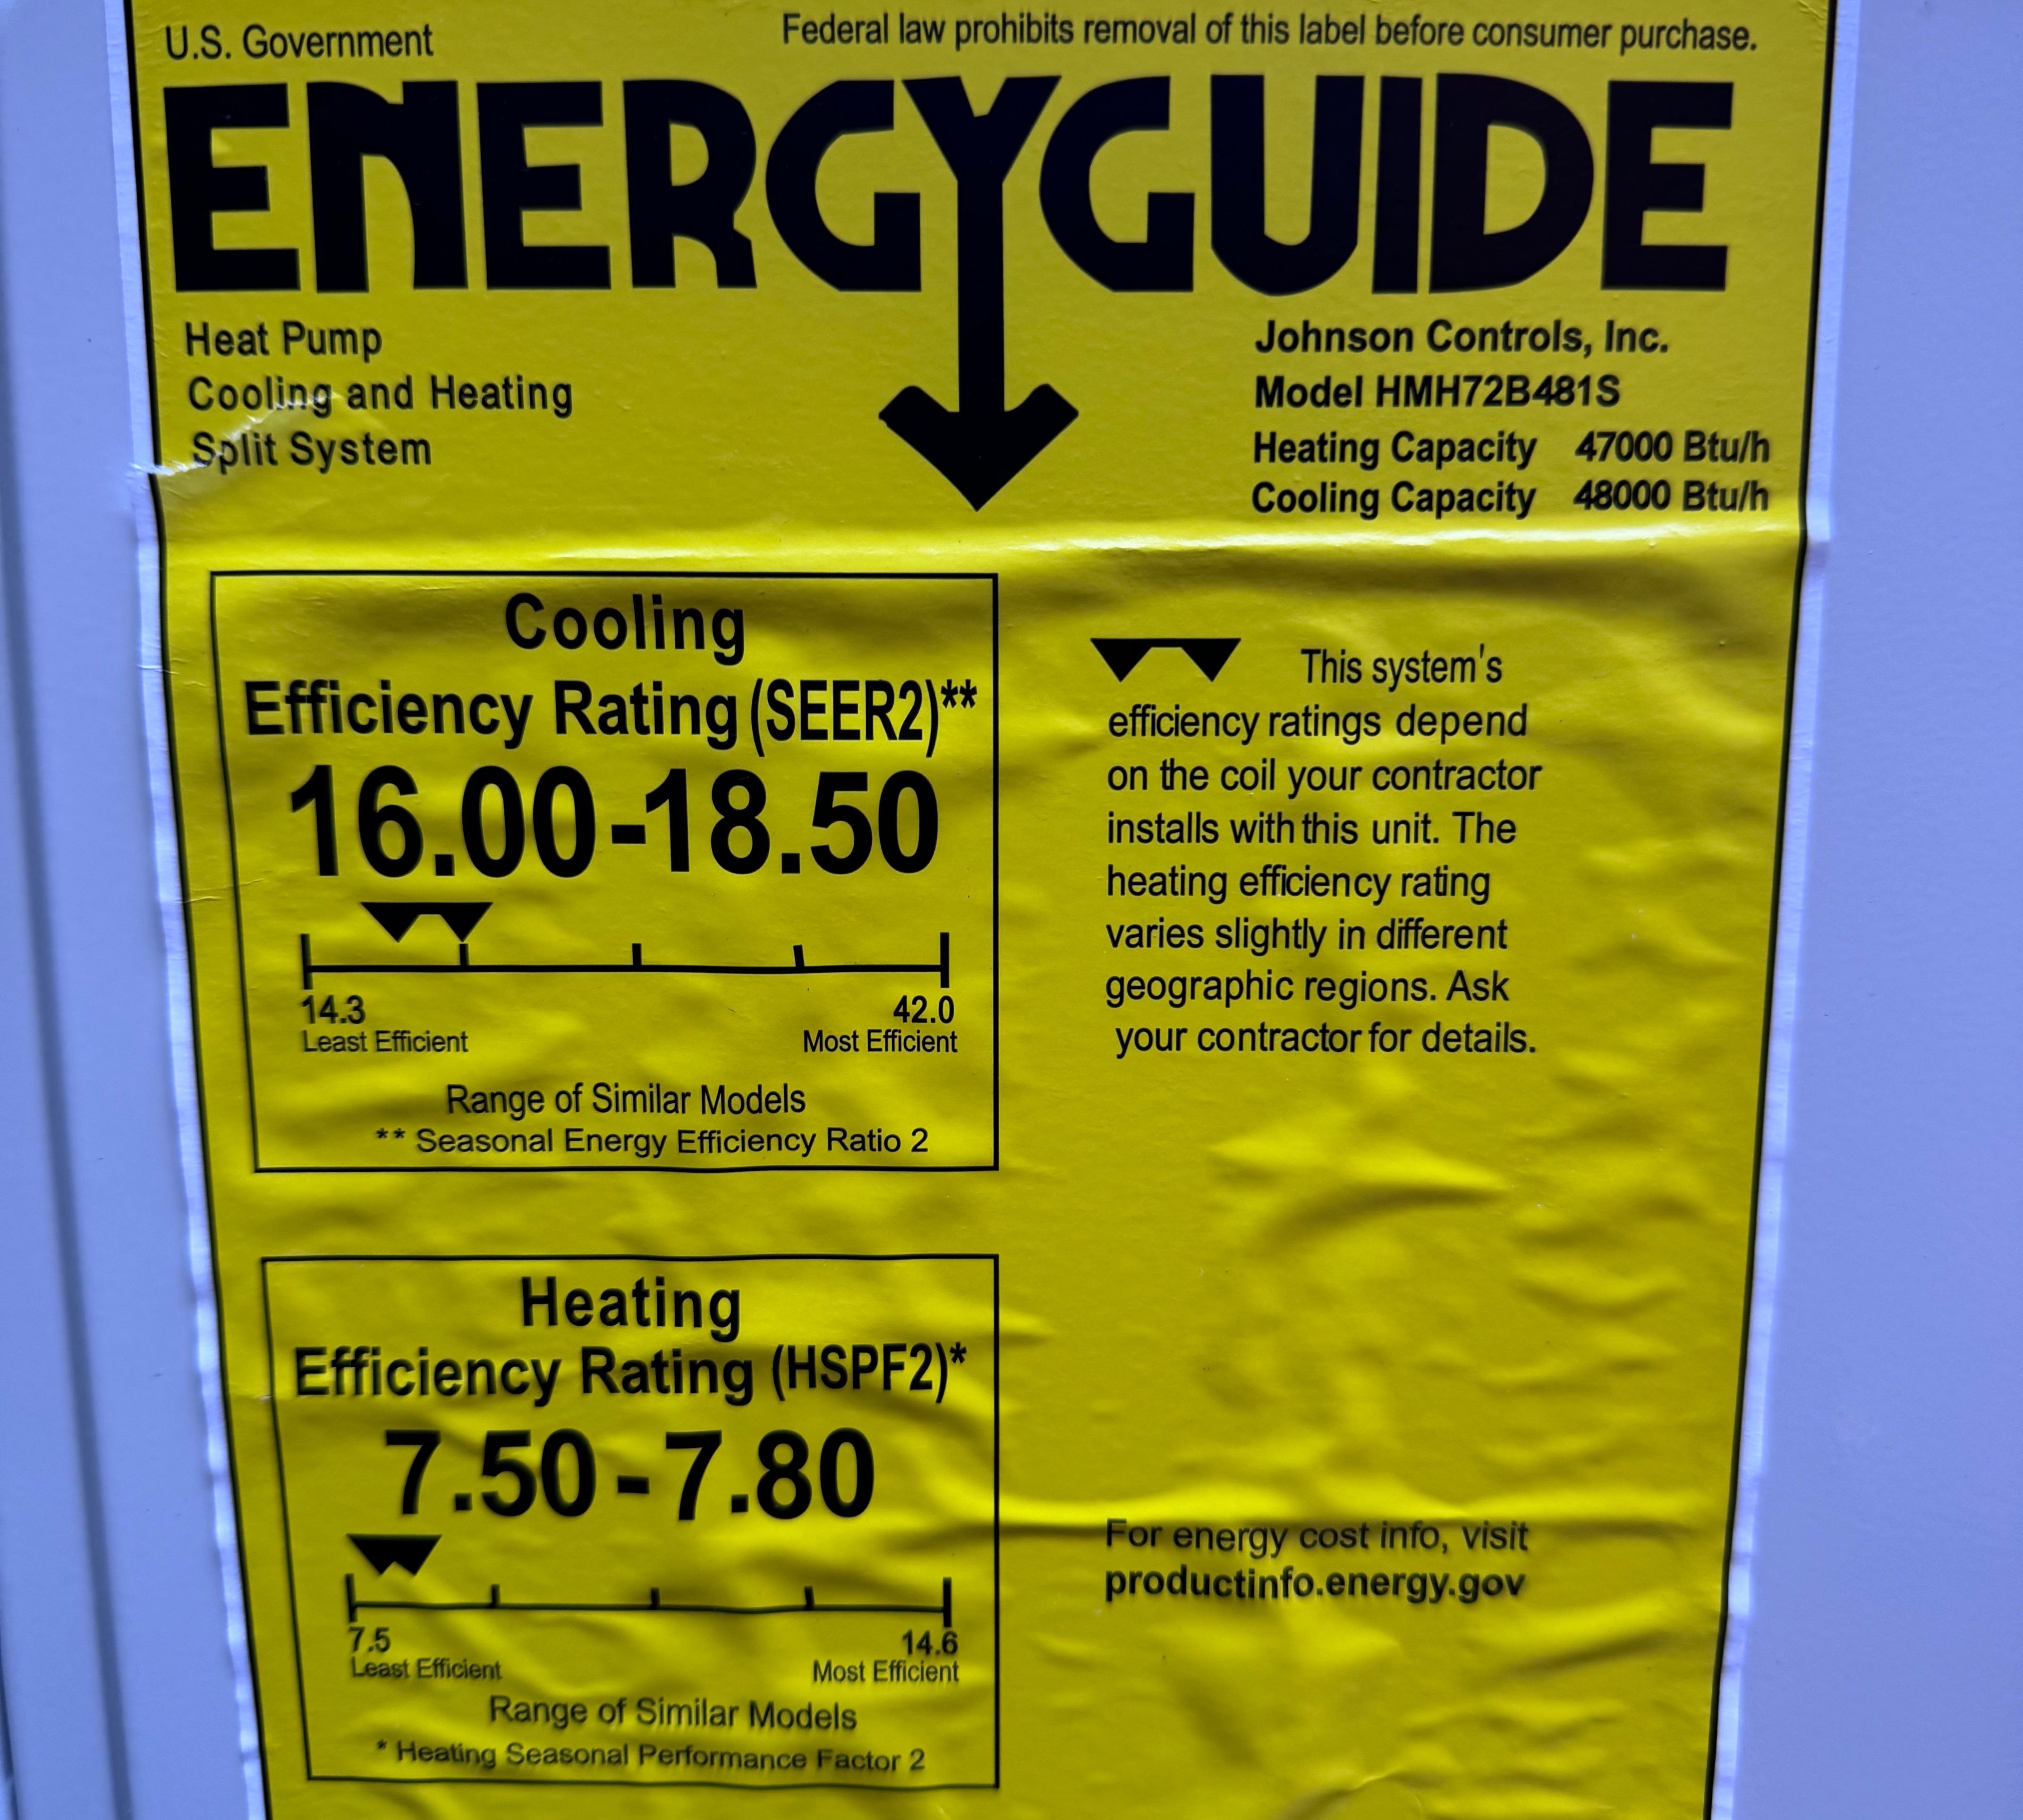 U.S. Government
Federal law prohibits removal of this label before consumer purchase.
ENERGYGUIDE
Heat Pump
Cooling and Heating
Split System
Johnson Controls, Inc.
Model HMH72B481S
Heating Capacity 47000 Btu/h
Cooling Capacity 48000 Btu/h
Cooling
Efficiency Rating (SEER2)**
16.00-18.50
14.3
42.0
Least Efficient
Most Efficient
Range of Similar Models
** Seasonal Energy Efficiency Ratio 2
This system's
efficiency ratings depend
on the coil your contractor
installs with this unit. The
heating efficiency rating
varies slightly in different
geographic regions. Ask
your contractor for details.
Heating
Efficiency Rating (HSPF2)*
7.50-7.80
7.5
14.6
Least Efficient
Most Efficient
Range of Similar Models
* Heating Seasonal Performance Factor 2
For energy cost info, visit
productinfo.energy.gov